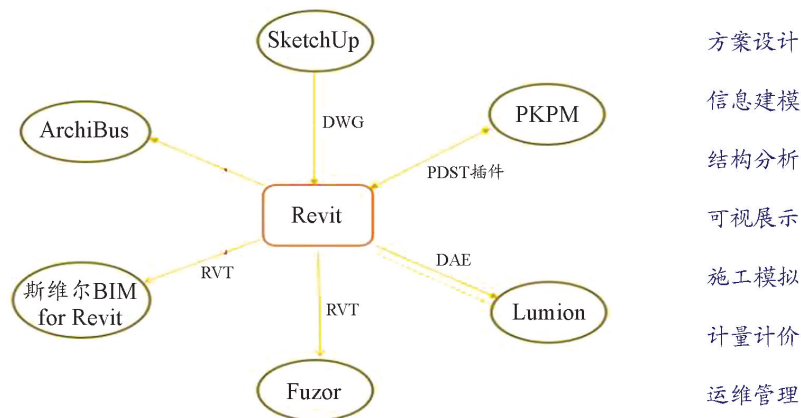 SketchUp
DWG
PKPM
ArchiBus
PDST插件
Revit
DAE
RVT
斯维尔BIM
for Revit
RVT
Lumion
Fuzor
方案设计
信息建模
结构分析
可视展示
施工模拟
计量计价
运维管理